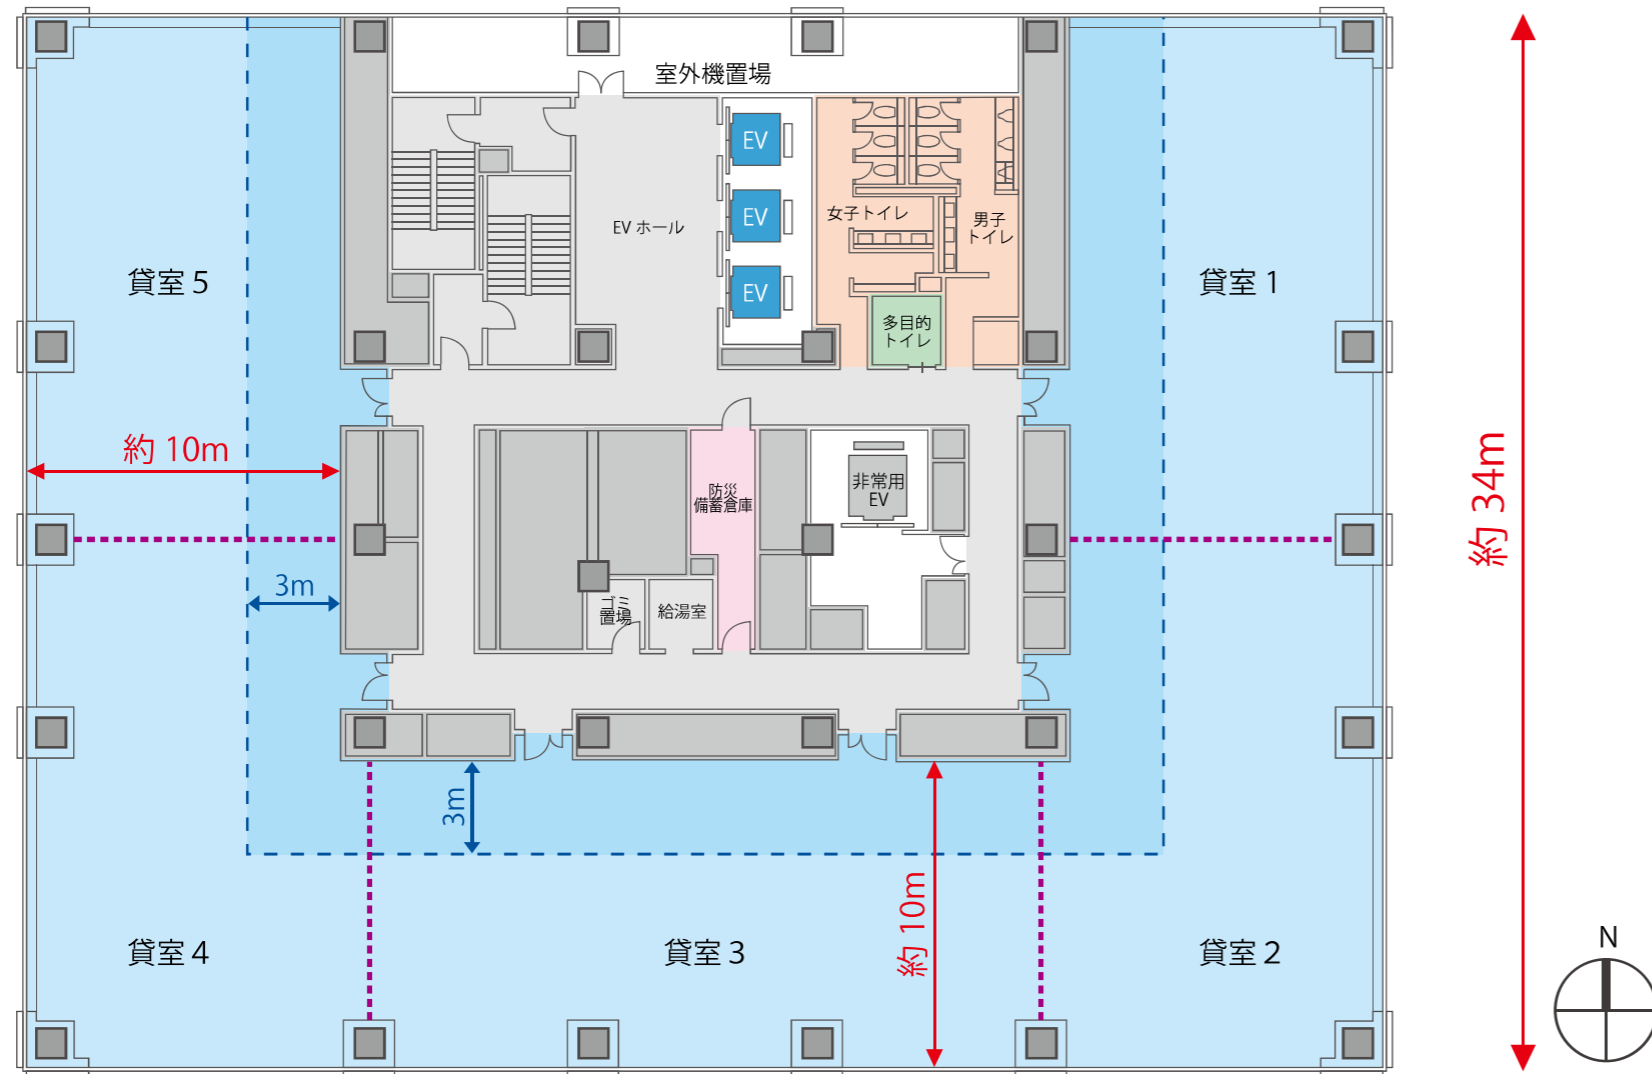 室外機置場
EV
EV
EV
EV ホール
女子トイレ
男子
トイレ
多目的
トイレ
貸室 5
貸室 1
約 10m
約 34m
防災
備蓄倉庫
非常用
EV
3m
ゴミ
置場
給湯室
3m
約 10m
貸室 4
貸室 3
貸室 2
N